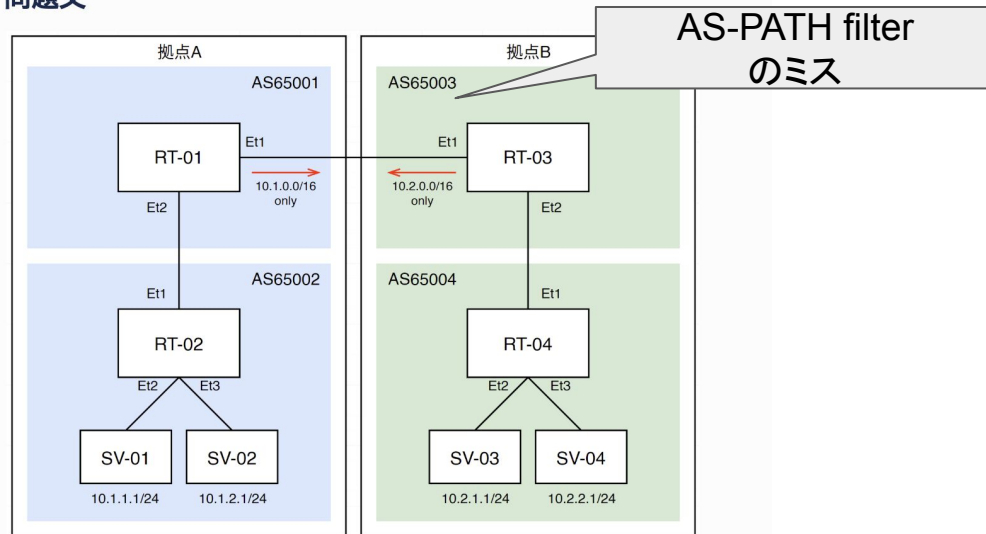 問題文
AS-PATH filter
のミス
拠点A
拠点B
AS65001
AS65003
RT-01
Et1
Et1
RT-03
10.1.0.0/16
only
10.2.0.0/16
only
Et2
Et2
AS65002
AS65004
Et1
Et1
RT-02
RT-04
Et2
Et3
Et2
Et3
SV-01
SV-02
SV-03
SV-04
10.1.1.1/24
10.1.2.1/24
10.2.1.1/24
10.2.2.1/24